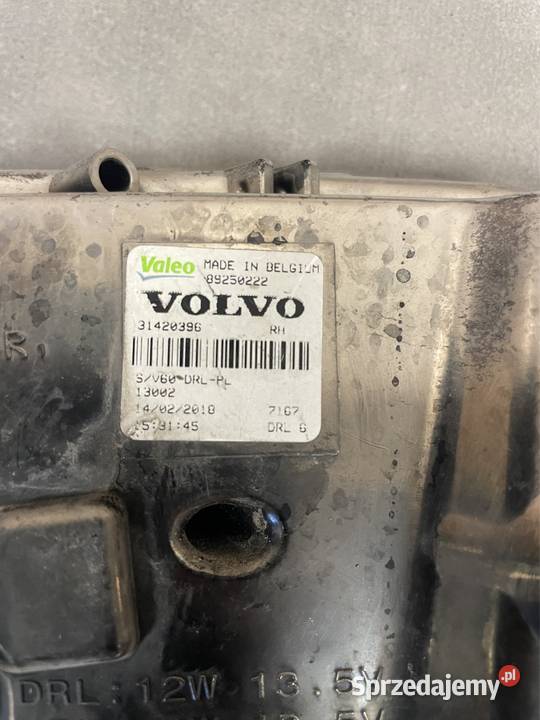 Valeo MADE IN BELGIUM
89250222
VOLVO
31420396 RH
S/V60-DRL-PL
13002
14/02/2018 7167
15:31:45 DRL G
R.
DRL:12W 13.5V
Sprzedajemy.pl